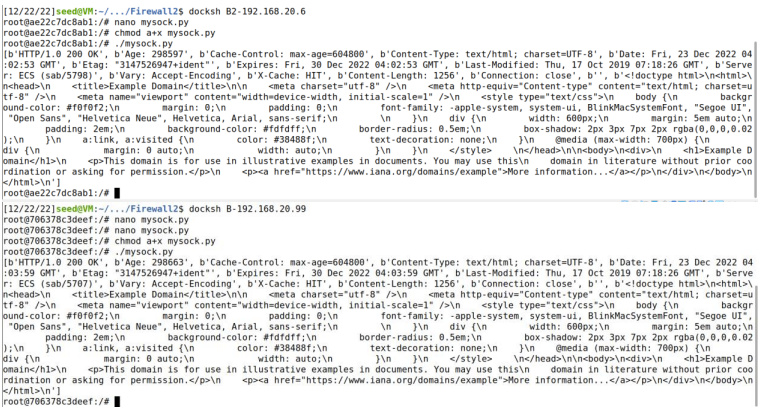 [12/22/22]seed@VM:~/.../Firewall2$ docksh B2-192.168.20.6
root@ae22c7dc8ab1:/# nano mysock.py
root@ae22c7dc8ab1:/# chmod a+x mysock.py
root@ae22c7dc8ab1:/# ./mysock.py
[b'HTTP/1.0 200 OK', b'Age: 298597', b'Cache-Control: max-age=604800', b'Content-Type: text/html; charset=UTF-8', b'Date: Fri, 23 Dec 2022 04
:02:53 GMT', b'Etag: "3147526947+ident"', b'Expires: Fri, 30 Dec 2022 04:02:53 GMT', b'Last-Modified: Thu, 17 Oct 2019 07:18:26 GMT', b'Serve
r: ECS (sab/5798)', b'Vary: Accept-Encoding', b'X-Cache: HIT', b'Content-Length: 1256', b'Connection: close', b'', b'<!doctype html>\n<html>\
n<head>\n    <title>Example Domain</title>\n\n    <meta charset="utf-8" />\n    <meta http-equiv="Content-type" content="text/html; charset=u
tf-8" />\n    <meta name="viewport" content="width=device-width, initial-scale=1" />\n    <style type="text/css">\n    body {\n        backgr
ound-color: #f0f0f2;\n        margin: 0;\n        padding: 0;\n        font-family: -apple-system, system-ui, BlinkMacSystemFont, "Segoe UI",
 "Open Sans", "Helvetica Neue", Helvetica, Arial, sans-serif;\n        \n    }\n    div {\n        width: 600px;\n        margin: 5em auto;\n
        padding: 2em;\n        background-color: #fdfdff;\n        border-radius: 0.5em;\n        box-shadow: 2px 3px 7px 2px rgba(0,0,0,0.02
);\n    }\n    a:link, a:visited {\n        color: #38488f;\n        text-decoration: none;\n    }\n    @media (max-width: 700px) {\n        
div {\n            margin: 0 auto;\n            width: auto;\n        }\n    }\n    </style>    \n</head>\n\n<body>\n<div>\n    <h1>Example D
omain</h1>\n    <p>This domain is for use in illustrative examples in documents. You may use this\n    domain in literature without prior coo
rdination or asking for permission.</p>\n    <p><a href="https://www.iana.org/domains/example">More information...</a></p>\n</div>\n</body>\n
</html>\n']
root@ae22c7dc8ab1:/#
[12/22/22]seed@VM:~/.../Firewall2$ docksh B-192.168.20.99
root@706378c3deef:/# nano mysock.py
root@706378c3deef:/# nano mysock.py
root@706378c3deef:/# chmod a+x mysock.py
root@706378c3deef:/# ./mysock.py
[b'HTTP/1.0 200 OK', b'Age: 298663', b'Cache-Control: max-age=604800', b'Content-Type: text/html; charset=UTF-8', b'Date: Fri, 23 Dec 2022 04
:03:59 GMT', b'Etag: "3147526947+ident"', b'Expires: Fri, 30 Dec 2022 04:03:59 GMT', b'Last-Modified: Thu, 17 Oct 2019 07:18:26 GMT', b'Serve
r: ECS (sab/5707)', b'Vary: Accept-Encoding', b'X-Cache: HIT', b'Content-Length: 1256', b'Connection: close', b'', b'<!doctype html>\n<html>\
n<head>\n    <title>Example Domain</title>\n\n    <meta charset="utf-8" />\n    <meta http-equiv="Content-type" content="text/html; charset=u
tf-8" />\n    <meta name="viewport" content="width=device-width, initial-scale=1" />\n    <style type="text/css">\n    body {\n        backgr
ound-color: #f0f0f2;\n        margin: 0;\n        padding: 0;\n        font-family: -apple-system, system-ui, BlinkMacSystemFont, "Segoe UI",
 "Open Sans", "Helvetica Neue", Helvetica, Arial, sans-serif;\n        \n    }\n    div {\n        width: 600px;\n        margin: 5em auto;\n
        padding: 2em;\n        background-color: #fdfdff;\n        border-radius: 0.5em;\n        box-shadow: 2px 3px 7px 2px rgba(0,0,0,0.02
);\n    }\n    a:link, a:visited {\n        color: #38488f;\n        text-decoration: none;\n    }\n    @media (max-width: 700px) {\n        
div {\n            margin: 0 auto;\n            width: auto;\n        }\n    }\n    </style>    \n</head>\n\n<body>\n<div>\n    <h1>Example D
omain</h1>\n    <p>This domain is for use in illustrative examples in documents. You may use this\n    domain in literature without prior coo
rdination or asking for permission.</p>\n    <p><a href="https://www.iana.org/domains/example">More information...</a></p>\n</div>\n</body>\n
</html>\n']
root@706378c3deef:/#